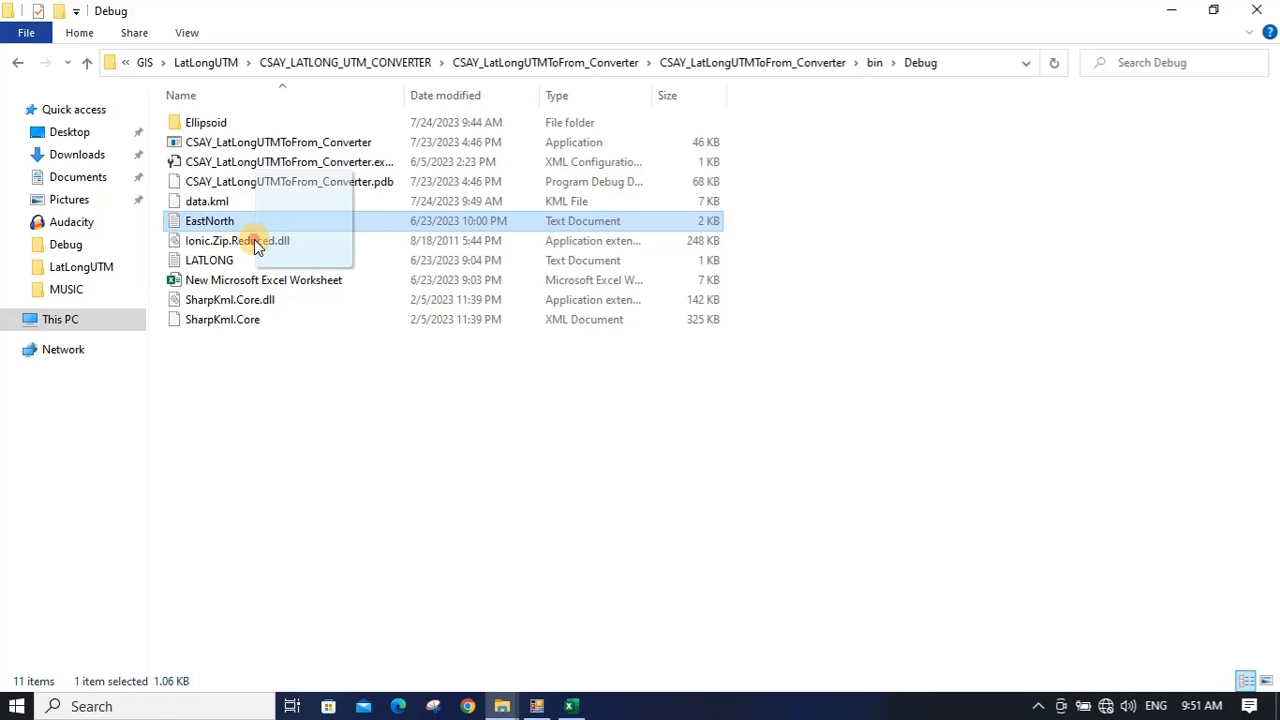 Debug
File Home Share View
GIS LatLongUTM CSAY_LATLONG_UTM_CONVERTER CSAY_LatLongUTMToFrom_Converter CSAY_LatLongUTMToFrom_Converter bin Debug Search Debug
Quick access
Desktop
Downloads
Documents
Pictures
Audacity
Debug
LatLongUTM
MUSIC
This PC
Network
Name Date modified Type Size
Ellipsoid 7/24/2023 9:44 AM File folder
CSAY_LatLongUTMToFrom_Converter 7/23/2023 4:46 PM Application 46 KB
CSAY_LatLongUTMToFrom_Converter.ex... 6/5/2023 2:23 PM XML Configuratio... 1 KB
CSAY_LatLongUTMToFrom_Converter.pdb 7/23/2023 4:46 PM Program Debug D... 68 KB
data.kml 7/24/2023 9:49 AM KML File 7 KB
EastNorth 6/23/2023 10:00 PM Text Document 2 KB
Ionic.Zip.Reduced.dll 8/18/2011 5:44 PM Application exten... 248 KB
LATLONG 6/23/2023 9:04 PM Text Document 1 KB
New Microsoft Excel Worksheet 6/23/2023 9:03 PM Microsoft Excel W... 7 KB
SharpKml.Core.dll 2/5/2023 11:39 PM Application exten... 142 KB
SharpKml.Core 2/5/2023 11:39 PM XML Document 325 KB
11 items 1 item selected 1.06 KB
Search ENG 9:51 AM